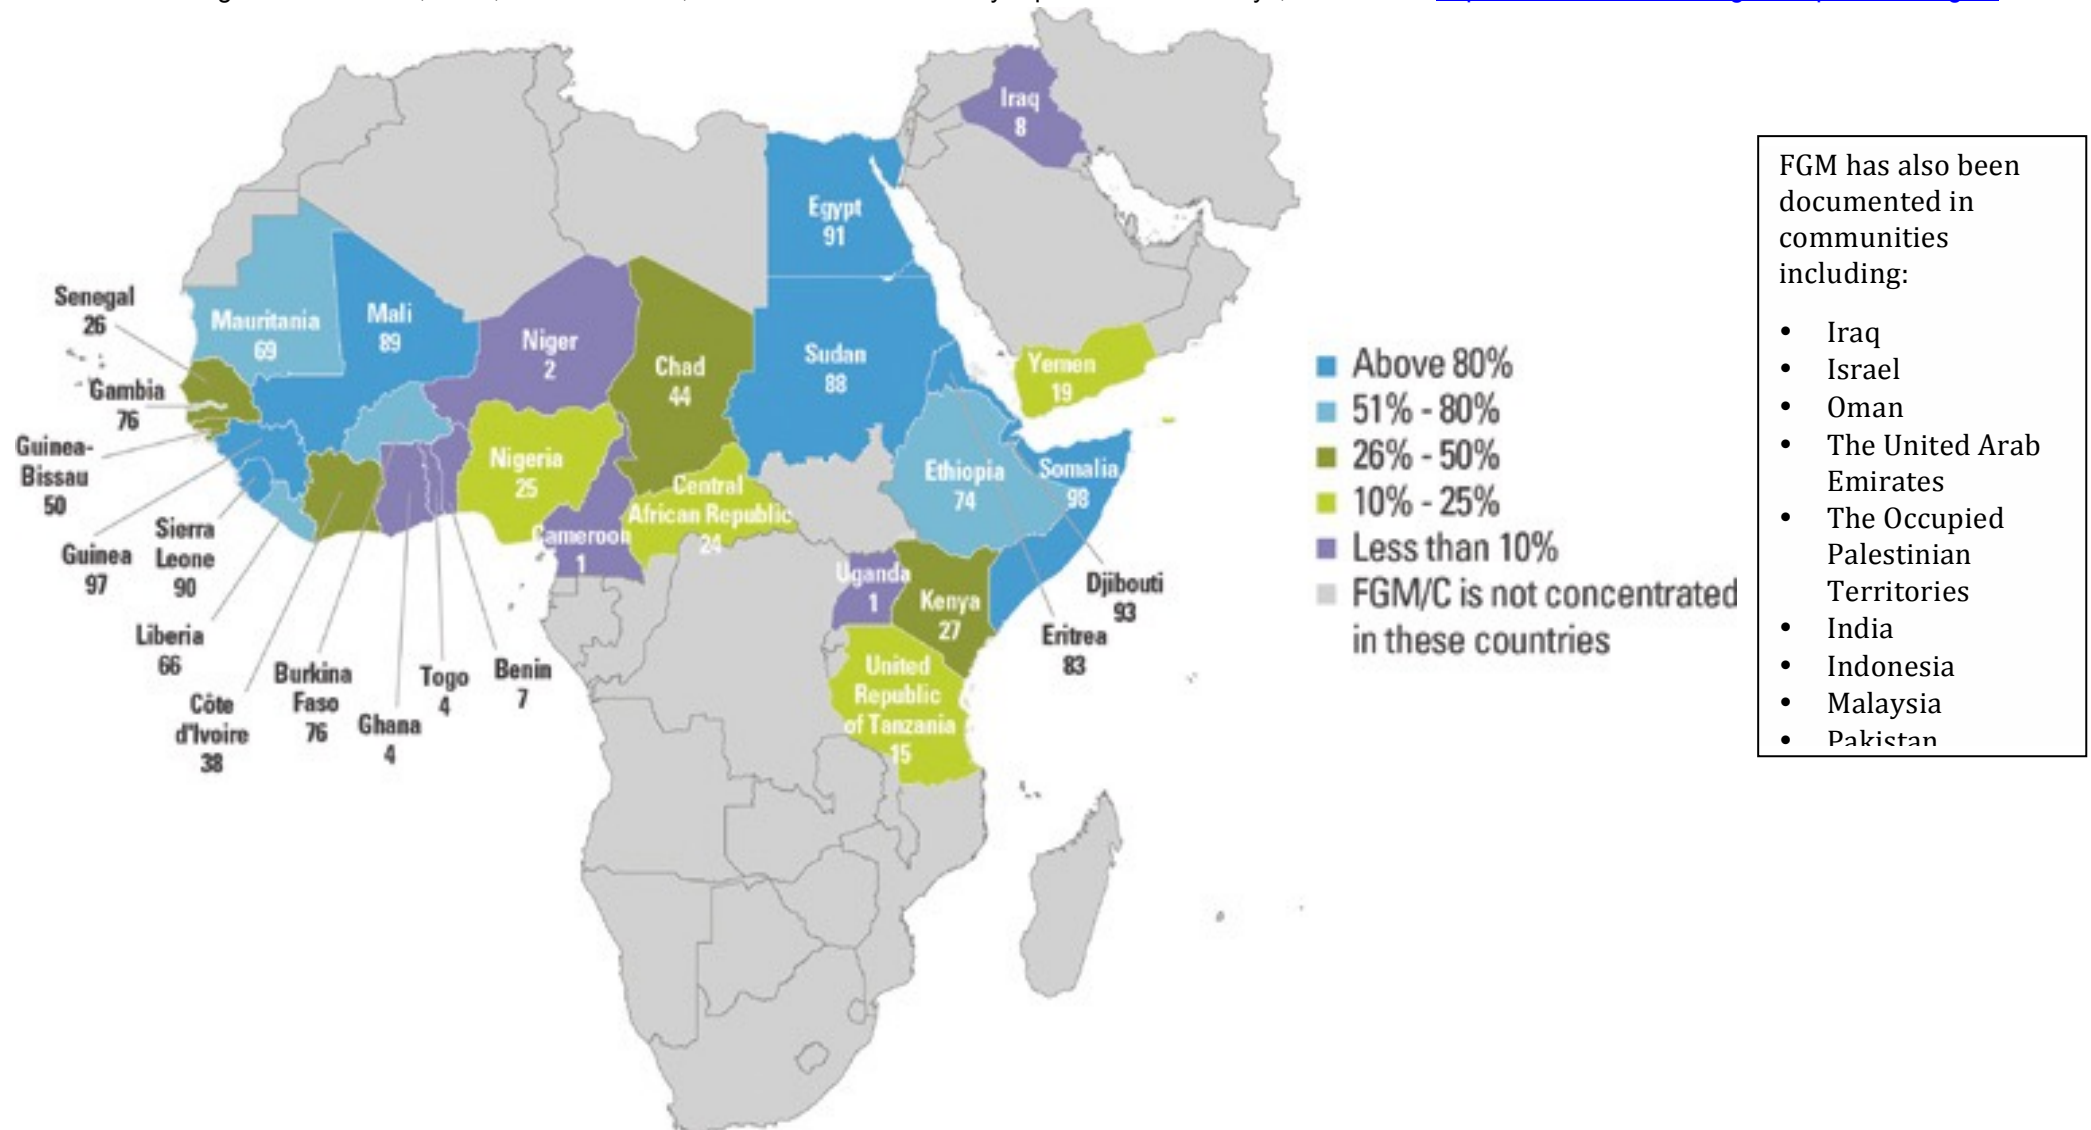 Iraq
8
Egypt
91
Senegal
26
Mauritania
69
Mali
89
Niger
2
Chad
44
Sudan
88
Yemen
19
Gambia
76
Guinea-
Bissau
50
Nigeria
25
Central
African Republic
24
Ethiopia
74
Somalia
98
Guinea
97
Sierra
Leone
90
Cameroon
1
Uganda
1
Kenya
27
Djibouti
93
Eritrea
83
Liberia
66
Côte
d'Ivoire
38
Burkina
Faso
76
Ghana
4
Togo
4
Benin
7
United
Republic
of Tanzania
15
Above 80%
51% - 80%
26% - 50%
10% - 25%
Less than 10%
FGM/C is not concentrated
in these countries
FGM has also been
documented in
communities
including:
• Iraq
• Israel
• Oman
• The United Arab
Emirates
• The Occupied
Palestinian
Territories
• India
• Indonesia
• Malaysia
• Pakistan